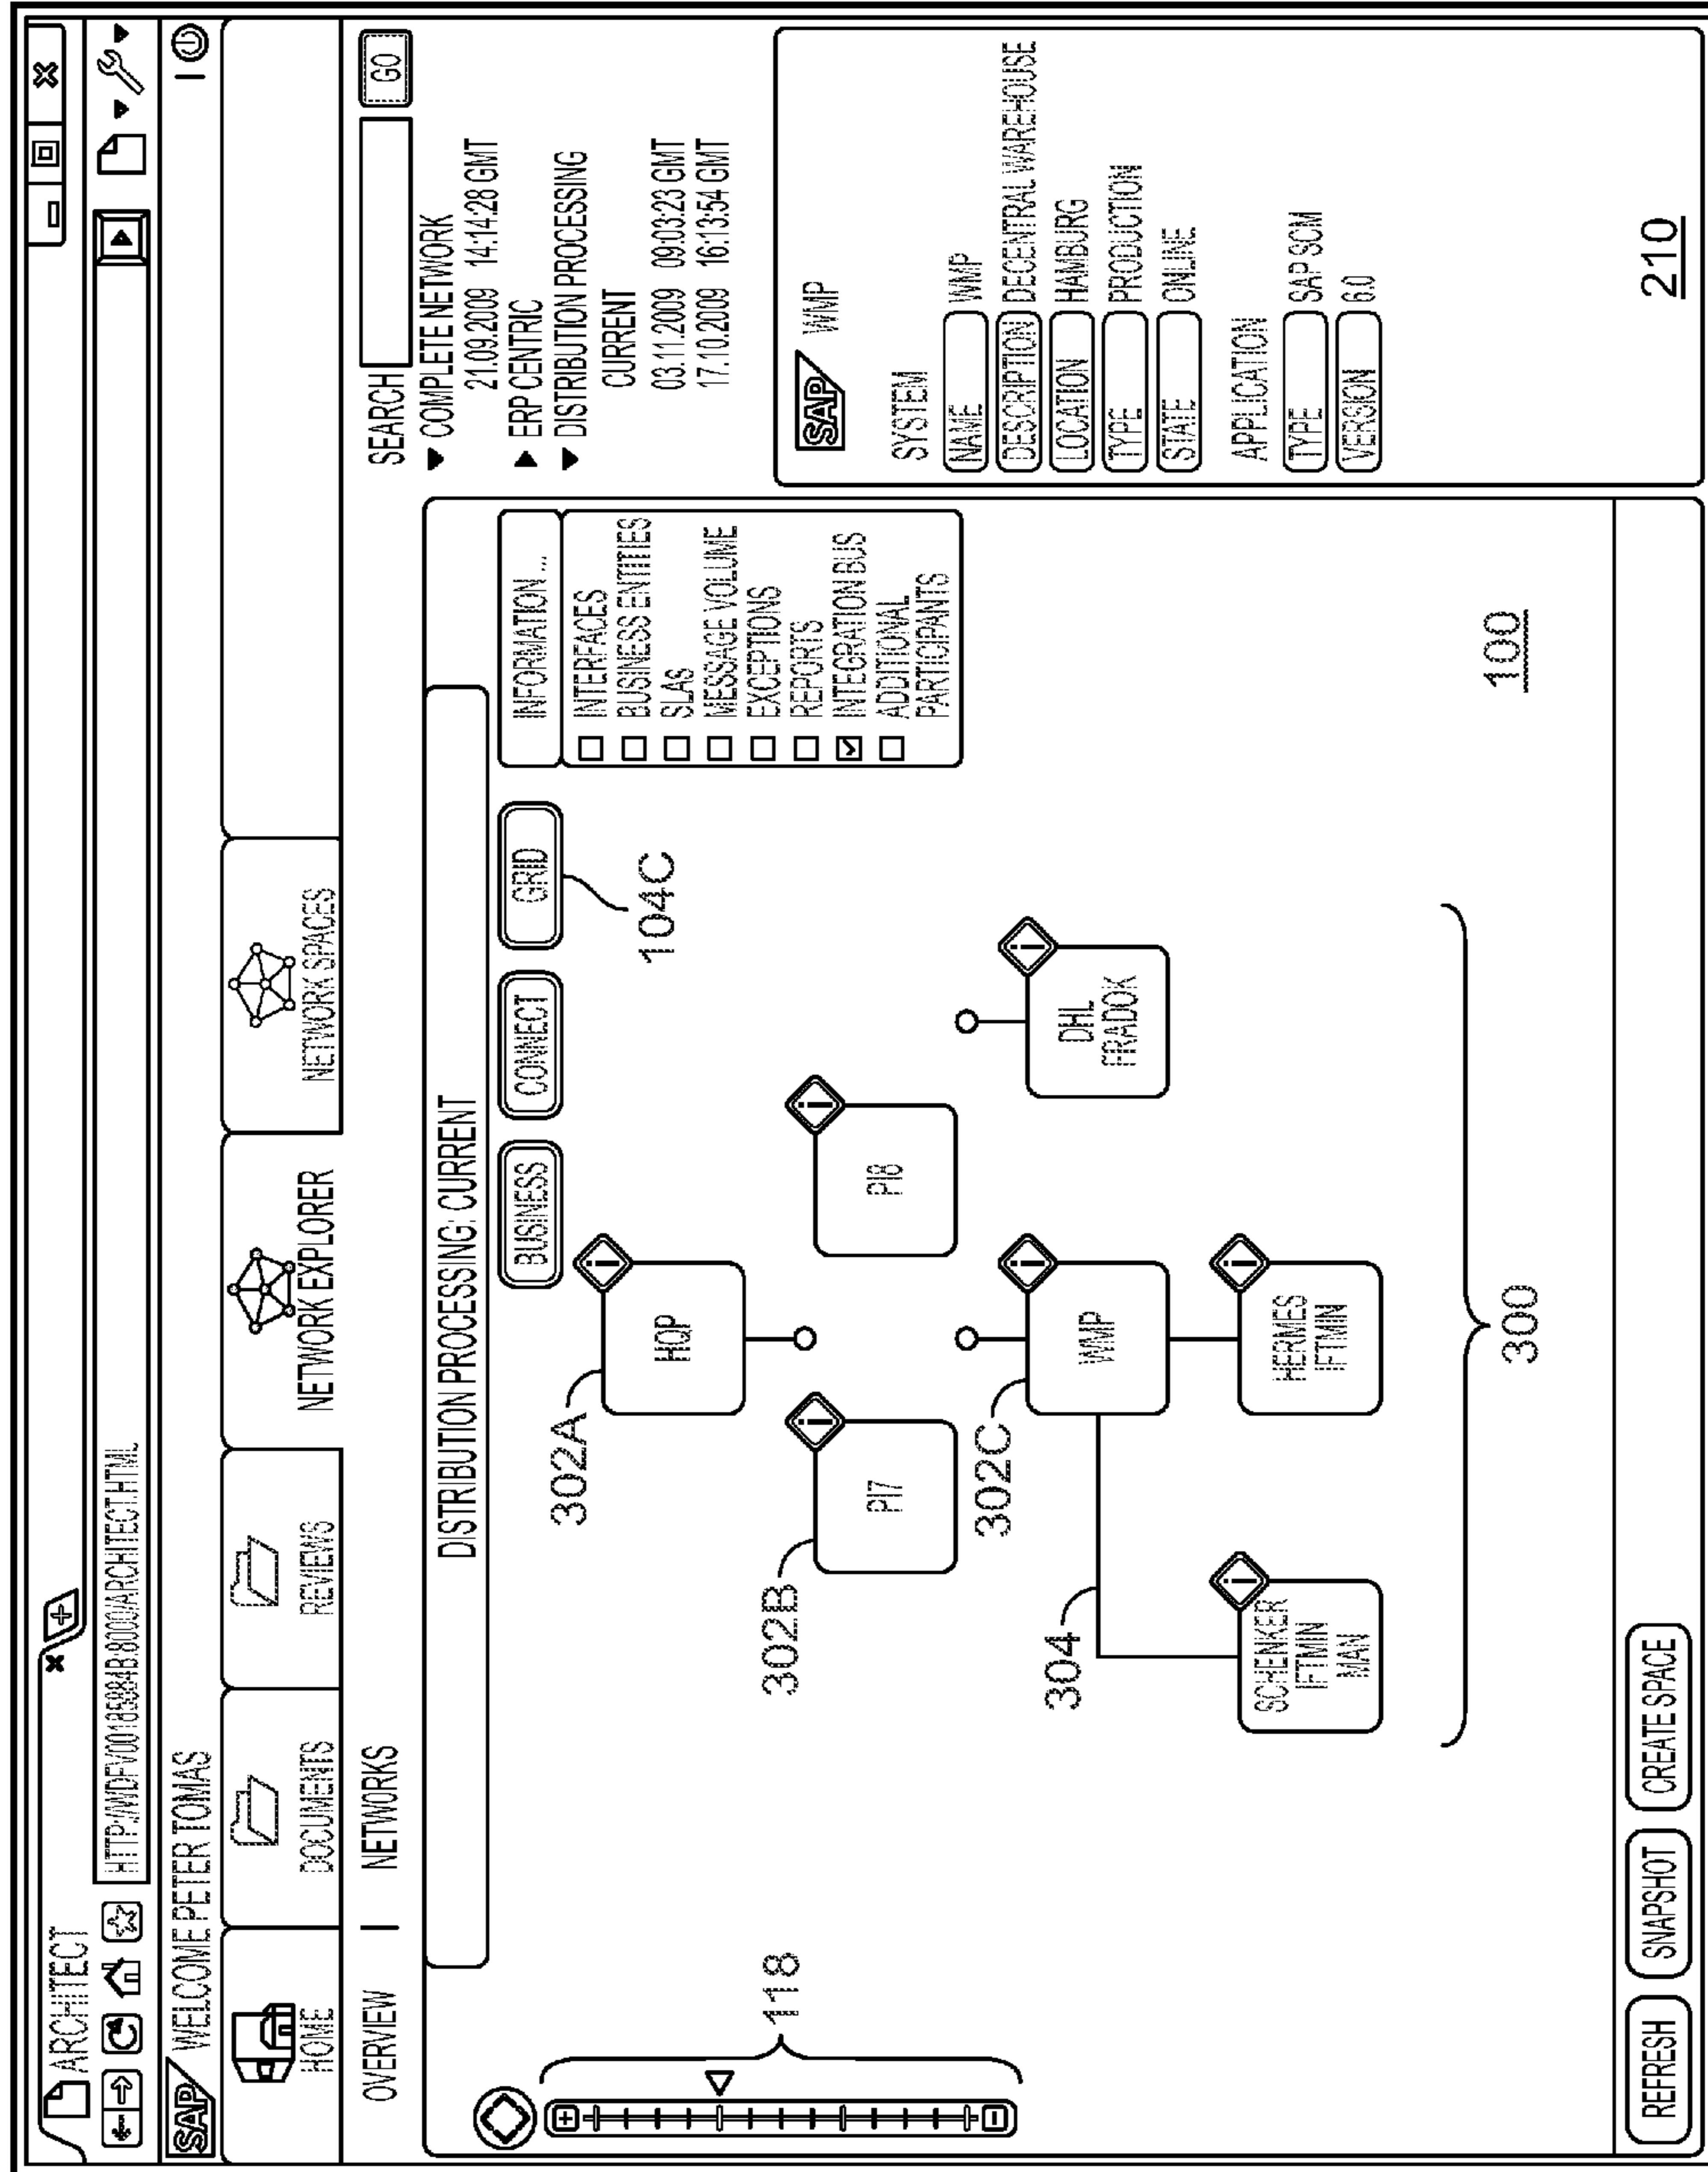 ARCHITECT
HTTP://WDFV00185884B:8000/ARCHITECT.HTML
SAP WELCOME PETER TOMAS
HOME
DOCUMENTS
REVIEWS
NETWORK EXPLORER
NETWORK SPACES
OVERVIEW | NETWORKS
SEARCH
GO
COMPLETE NETWORK
21.09.2009 14:14:28 GMT
ERP CENTRIC
DISTRIBUTION PROCESSING
CURRENT
03.11.2009 09:03:23 GMT
17.10.2009 16:13:54 GMT
DISTRIBUTION PROCESSING: CURRENT
BUSINESS
CONNECT
GRID
104C
INFORMATION ...
INTERFACES
BUSINESS ENTITIES
SLAS
MESSAGE VOLUME
EXCEPTIONS
REPORTS
INTEGRATION BUS
ADDITIONAL
PARTICIPANTS
118
302A
HQP
302B
PI7
PI8
302C
WMP
DHL
FRADOK
304
SCHENKER
IFTMIN
MAN
HERMES
IFTMIN
300
100
SAP WMP
SYSTEM
NAME WMP
DESCRIPTION DECENTRAL WAREHOUSE
LOCATION HAMBURG
TYPE PRODUCTION
STATE ONLINE
APPLICATION
TYPE SAP SCM
VERSION 6.0
210
REFRESH
SNAPSHOT
CREATE SPACE